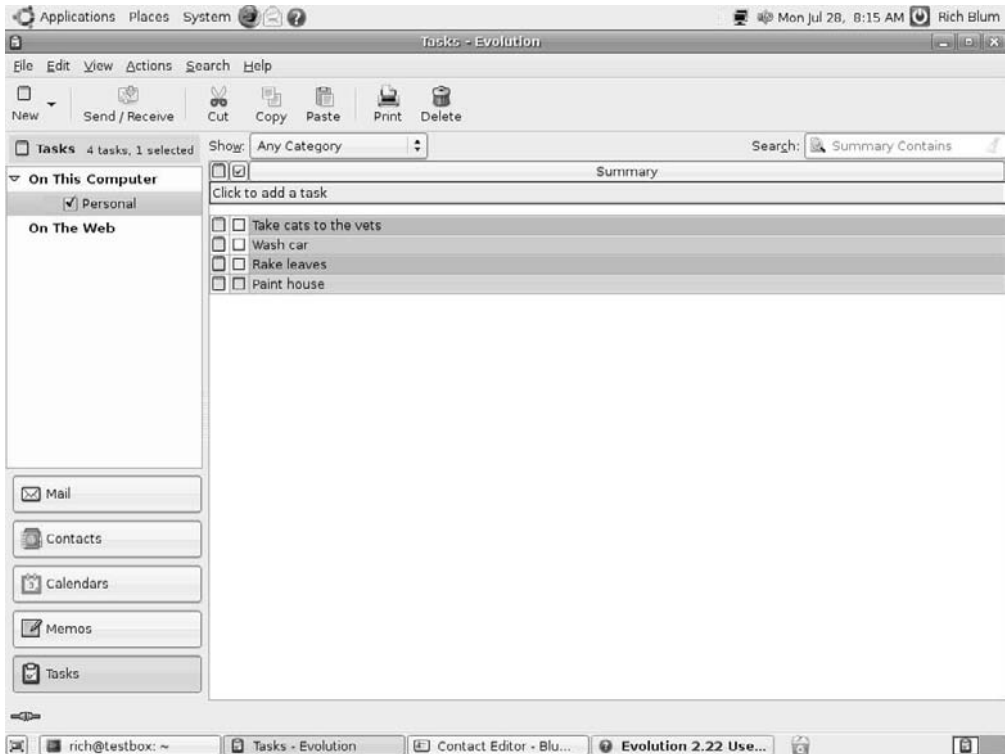 Applications Places System Mon Jul 28, 8:15 AM Rich Blum
Tasks - Evolution
File Edit View Actions Search Help
New Send / Receive Cut Copy Paste Print Delete
Tasks 4 tasks, 1 selected
Show: Any Category Search: Summary Contains
On This Computer
Personal
On The Web
Summary
Click to add a task
Take cats to the vets
Wash car
Rake leaves
Paint house
Mail
Contacts
Calendars
Memos
Tasks
rich@testbox: ~ Tasks - Evolution Contact Editor - Blu... Evolution 2.22 Use...